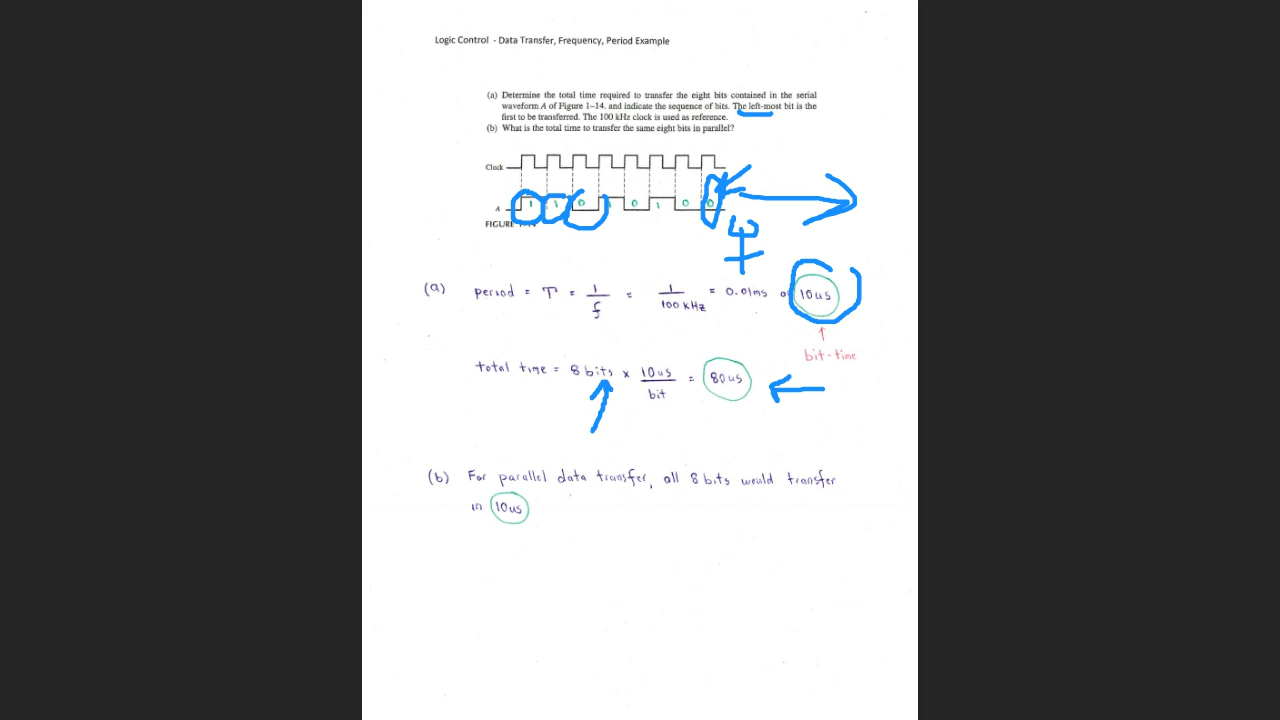 Logic Control - Data Transfer, Frequency, Period Example
(a) Determine the total time required to transfer the eight bits contained in the serial
waveform A of Figure 1–14, and indicate the sequence of bits. The left-most bit is the
first to be transferred. The 100 kHz clock is used as reference.
(b) What is the total time to transfer the same eight bits in parallel?
Clock
A 1 1 0 1 0 1 0 0
FIGURE
(a) period = T = 1/f = 1/100 kHz = 0.01ms or 10us
bit-time
total time = 8 bits x 10us/bit = 80us
(b) For parallel data transfer, all 8 bits would transfer
in 10us